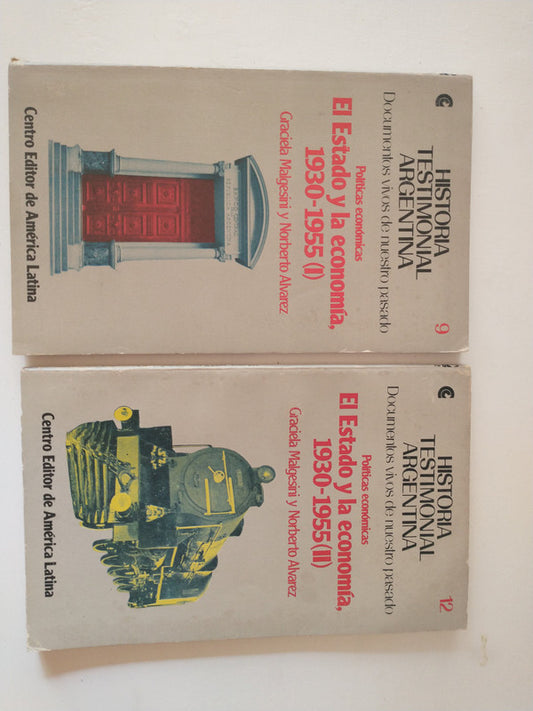 HISTORIA
TESTIMONIAL
ARGENTINA
Documentos vivos de nuestro pasado
9
Políticas económicas
El Estado y la economía,
1930-1955 (I)
Graciela Malgesini y Norberto Alvarez
Centro Editor de América Latina
HISTORIA
TESTIMONIAL
ARGENTINA
Documentos vivos de nuestro pasado
12
Políticas económicas
El Estado y la economía,
1930-1955 (II)
Graciela Malgesini y Norberto Alvarez
Centro Editor de América Latina